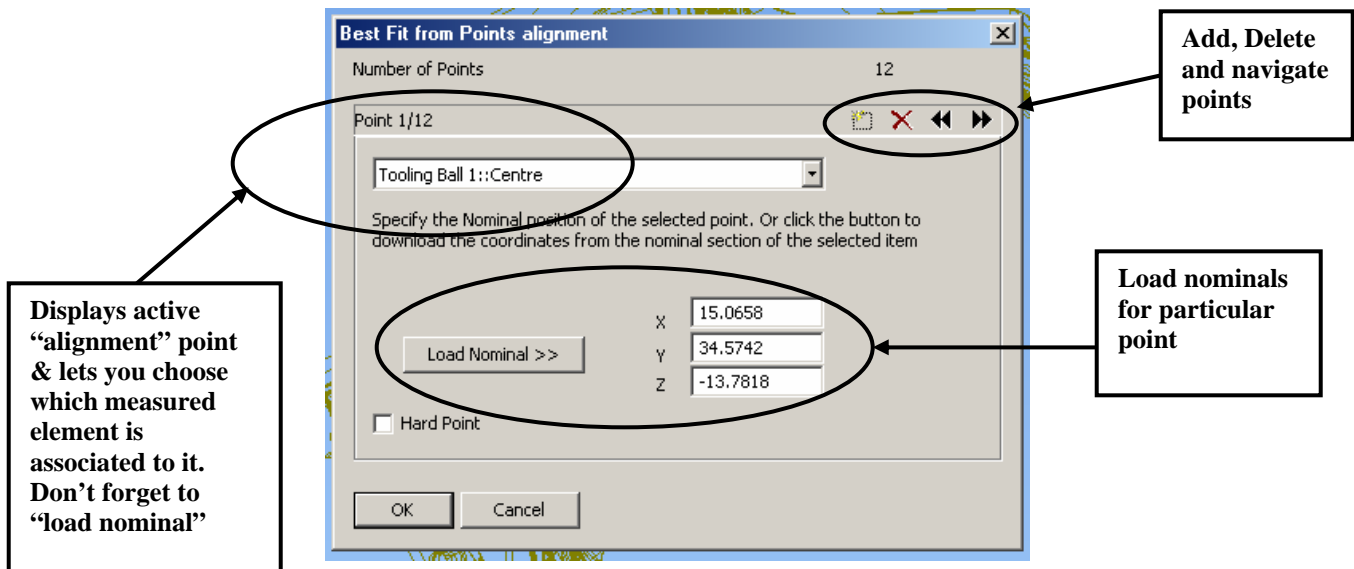 Best Fit from Points alignment
Number of Points 12
Point 1/12
Tooling Ball 1::Centre
Specify the Nominal position of the selected point. Or click the button to
download the coordinates from the nominal section of the selected item
Load Nominal >>
X 15.0658
Y 34.5742
Z -13.7818
Hard Point
OK Cancel
Add, Delete
and navigate
points
Displays active
“alignment” point
& lets you choose
which measured
element is
associated to it.
Don’t forget to
“load nominal”
Load nominals
for particular
point